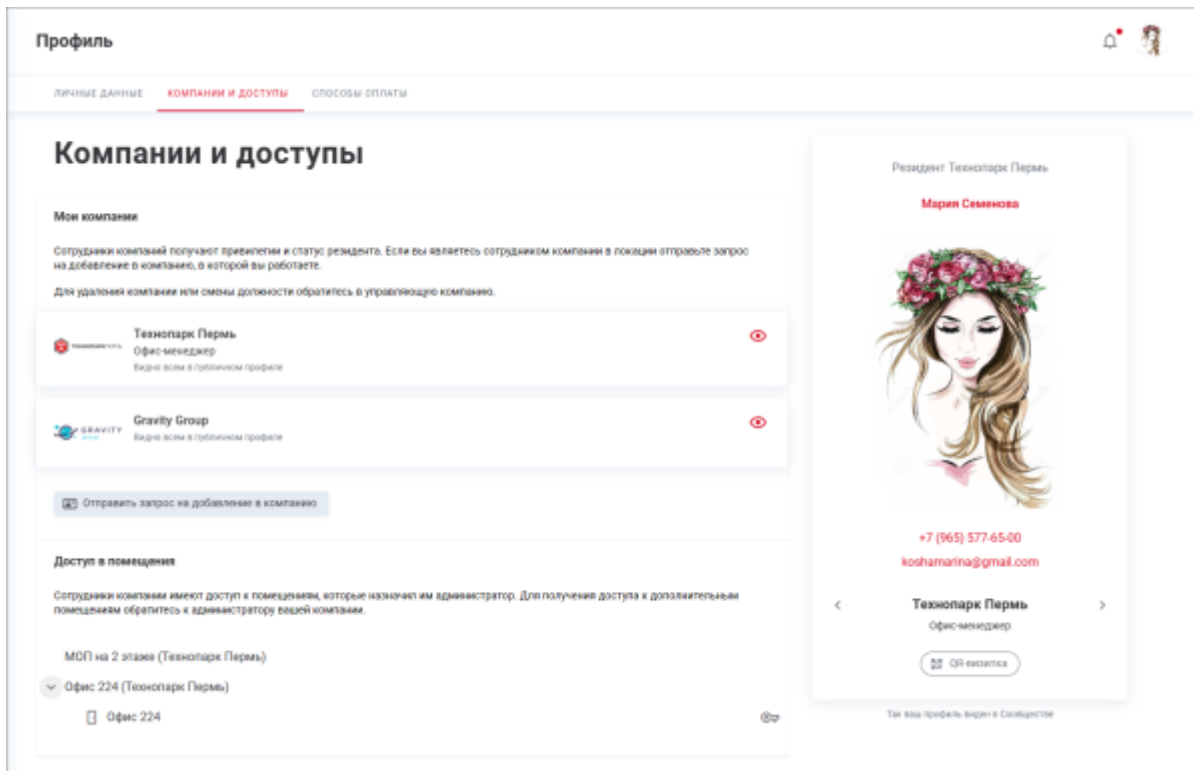 Профиль
ЛИЧНЫЕ ДАННЫЕ КОМПАНИИ И ДОСТУПЫ СПОСОБЫ ОПЛАТЫ
Компании и доступы
Мои компании
Сотрудники компаний получают привилегии и статус резидента. Если вы являетесь сотрудником компании в локации отправьте запрос
на добавление в компанию, в которой вы работаете.
Для удаления компании или смены должности обратитесь в управляющую компанию.
Технопарк Пермь
Офис-менеджер
Видно всем в публичном профиле
GRAVITY
Gravity Group
Видно всем в публичном профиле
Отправить запрос на добавление в компанию
Доступ в помещения
Сотрудники компании имеют доступ к помещениям, которые назначил им администратор. Для получения доступа к дополнительным
помещениям обратитесь к администратору вашей компании.
МОП на 2 этаже (Технопарк Пермь)
Офис 224 (Технопарк Пермь)
Офис 224
Резидент Технопарк Пермь
Мария Семенова
+7 (965) 577-65-00
koshamarina@gmail.com
Технопарк Пермь
Офис-менеджер
QR-визитка
Так ваш профиль виден в Сообществе